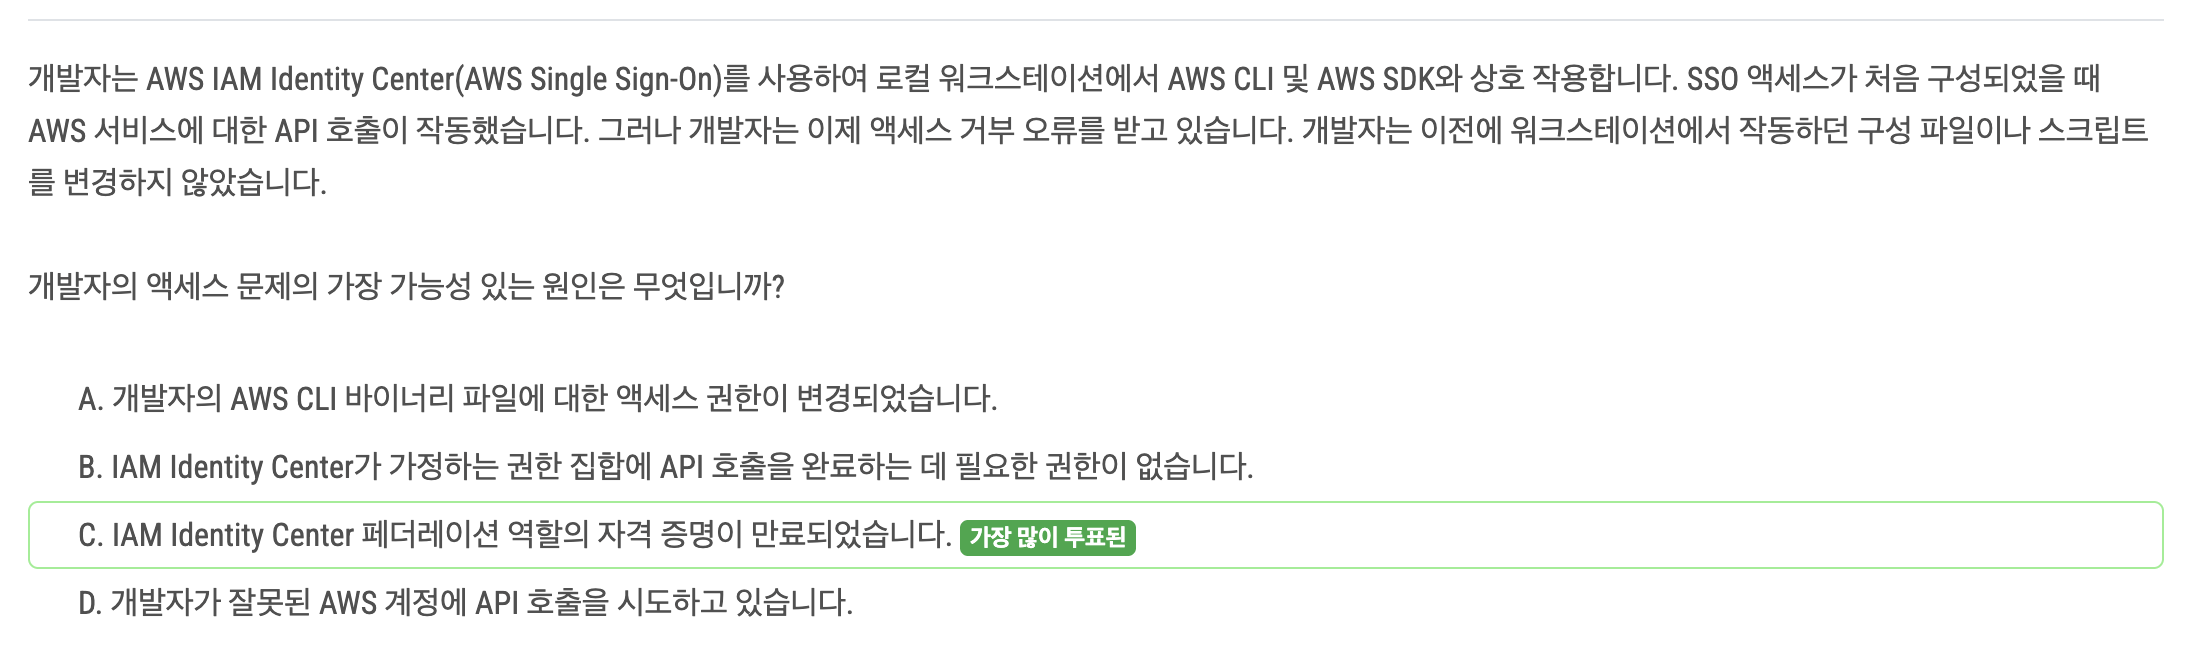 개발자는 AWS IAM Identity Center(AWS Single Sign-On)를 사용하여 로컬 워크스테이션에서 AWS CLI 및 AWS SDK와 상호 작용합니다. SSO 액세스가 처음 구성되었을 때
AWS 서비스에 대한 API 호출이 작동했습니다. 그러나 개발자는 이제 액세스 거부 오류를 받고 있습니다. 개발자는 이전에 워크스테이션에서 작동하던 구성 파일이나 스크립트
를 변경하지 않았습니다.
개발자의 액세스 문제의 가장 가능성 있는 원인은 무엇입니까?
A. 개발자의 AWS CLI 바이너리 파일에 대한 액세스 권한이 변경되었습니다.
B. IAM Identity Center가 가정하는 권한 집합에 API 호출을 완료하는 데 필요한 권한이 없습니다.
C. IAM Identity Center 페더레이션 역할의 자격 증명이 만료되었습니다. 가장 많이 투표된
D. 개발자가 잘못된 AWS 계정에 API 호출을 시도하고 있습니다.